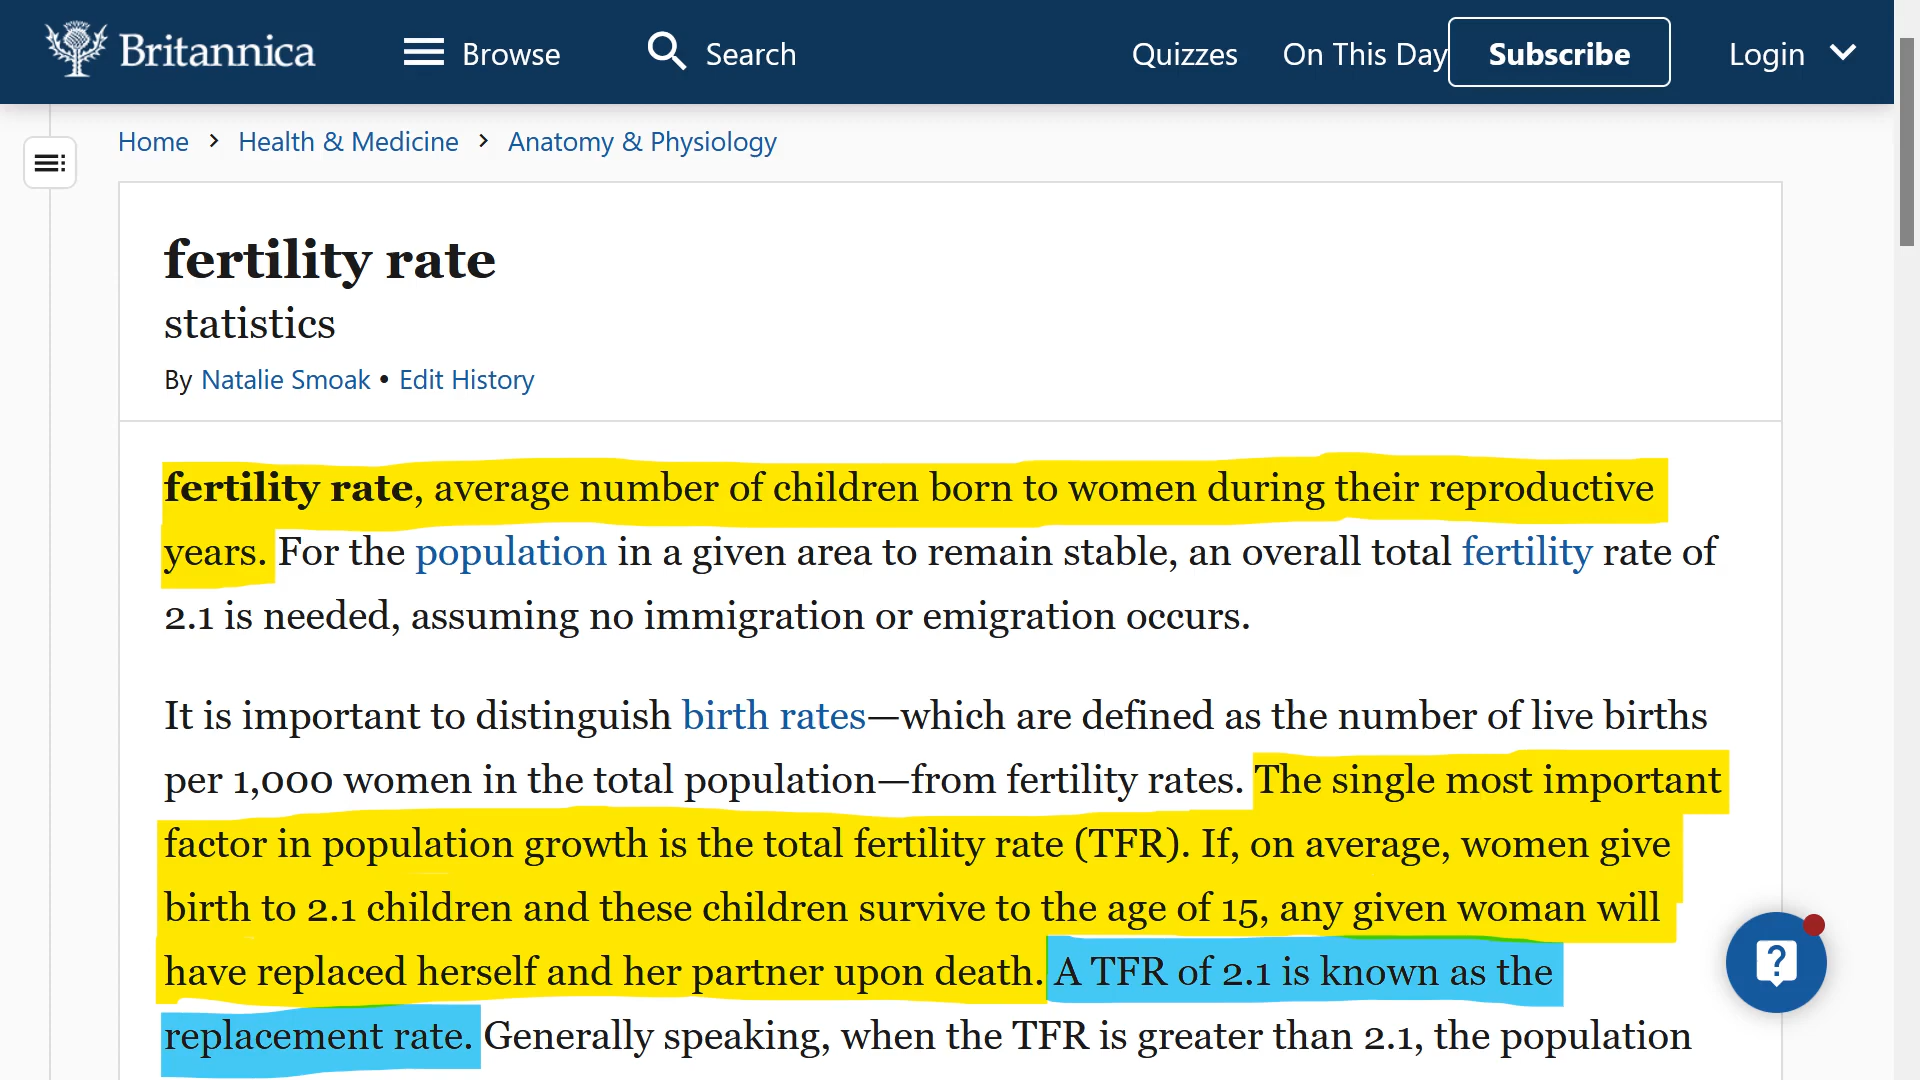 Britannica Browse Search Quizzes On This Day Subscribe Login
Home > Health & Medicine > Anatomy & Physiology
fertility rate
statistics
By Natalie Smoak • Edit History
fertility rate, average number of children born to women during their reproductive
years. For the population in a given area to remain stable, an overall total fertility rate of
2.1 is needed, assuming no immigration or emigration occurs.
It is important to distinguish birth rates—which are defined as the number of live births
per 1,000 women in the total population—from fertility rates. The single most important
factor in population growth is the total fertility rate (TFR). If, on average, women give
birth to 2.1 children and these children survive to the age of 15, any given woman will
have replaced herself and her partner upon death. A TFR of 2.1 is known as the
replacement rate. Generally speaking, when the TFR is greater than 2.1, the population